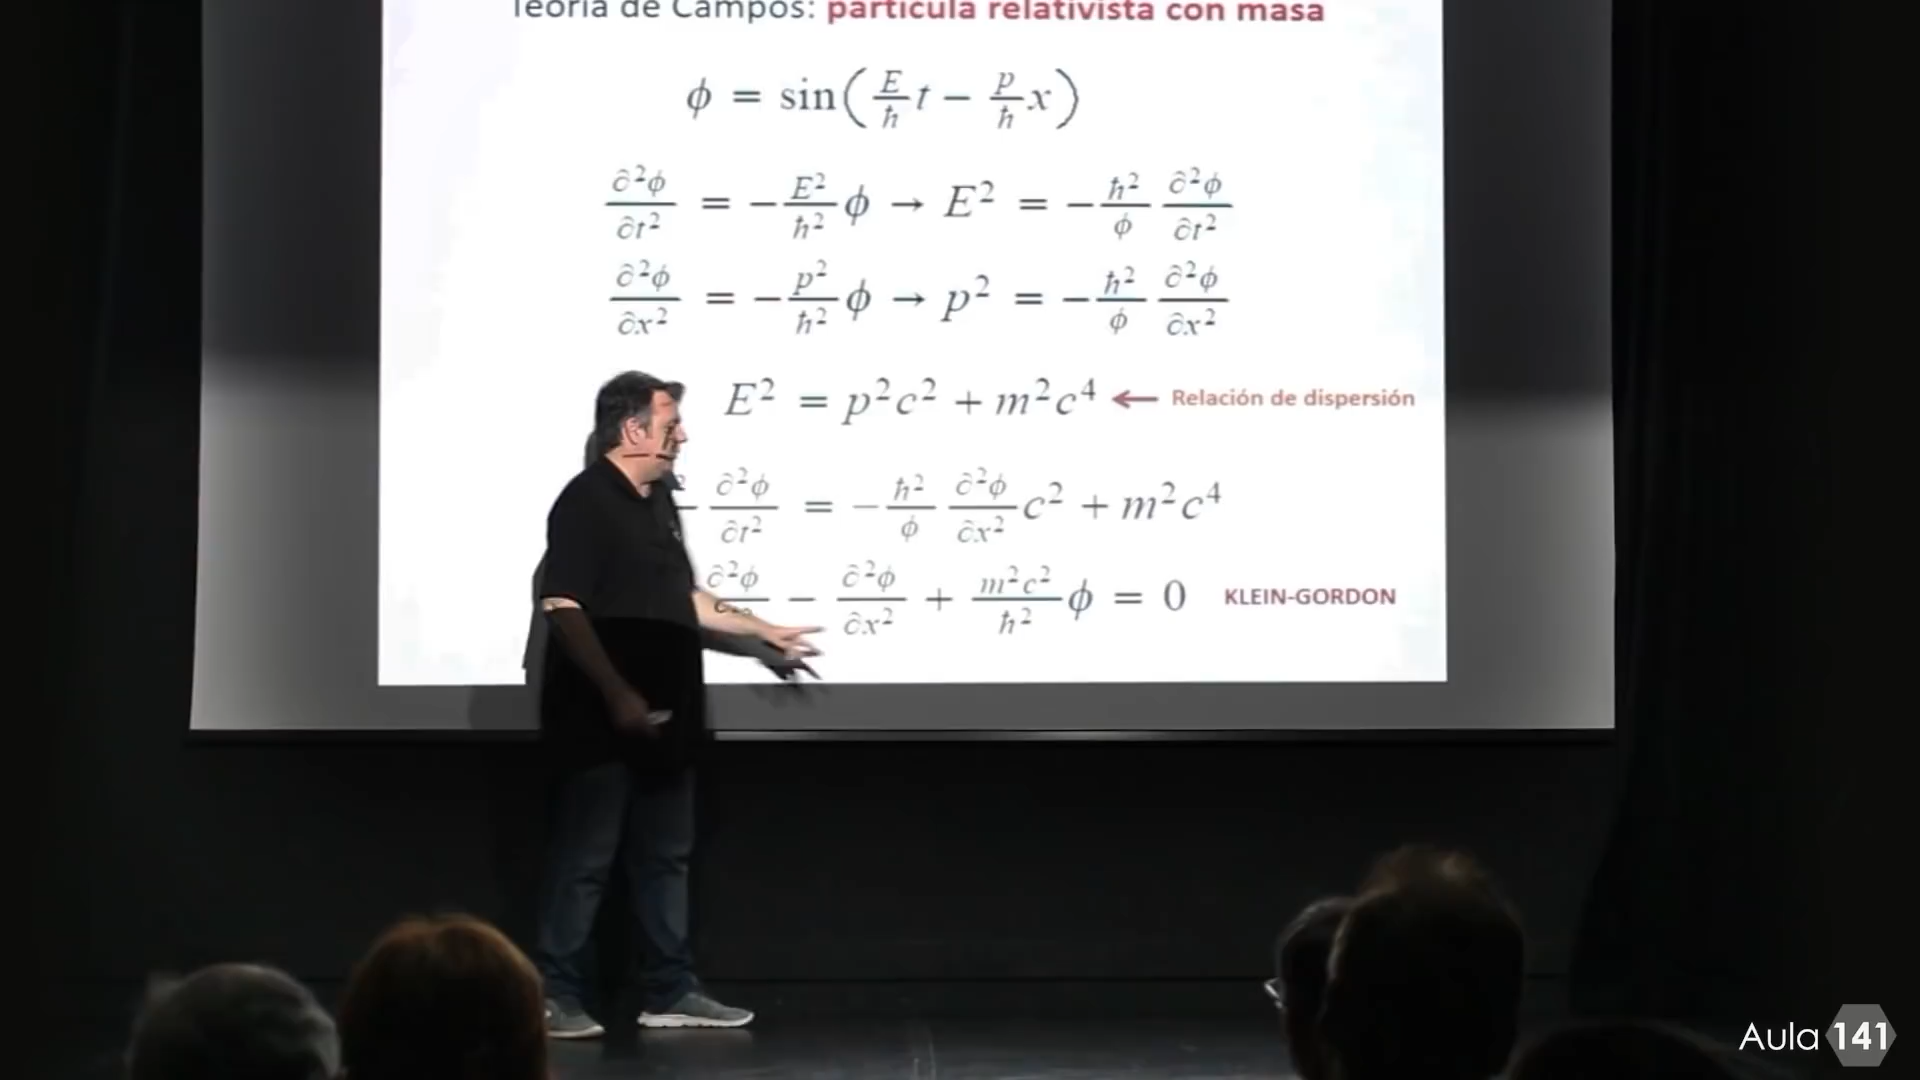 Teoría de Campos: partícula relativista con masa
ϕ = sin(E/ħ t − p/ħ x)
∂²ϕ/∂t² = −E²/ħ² ϕ → E² = −ħ²/ϕ ∂²ϕ/∂t²
∂²ϕ/∂x² = −p²/ħ² ϕ → p² = −ħ²/ϕ ∂²ϕ/∂x²
E² = p²c² + m²c⁴ ← Relación de dispersión
∂²ϕ/∂t² = −ħ²/ϕ ∂²ϕ/∂x² c² + m²c⁴
∂²ϕ − ∂²ϕ/∂x² + m²c²/ħ² ϕ = 0 KLEIN-GORDON
Aula 141